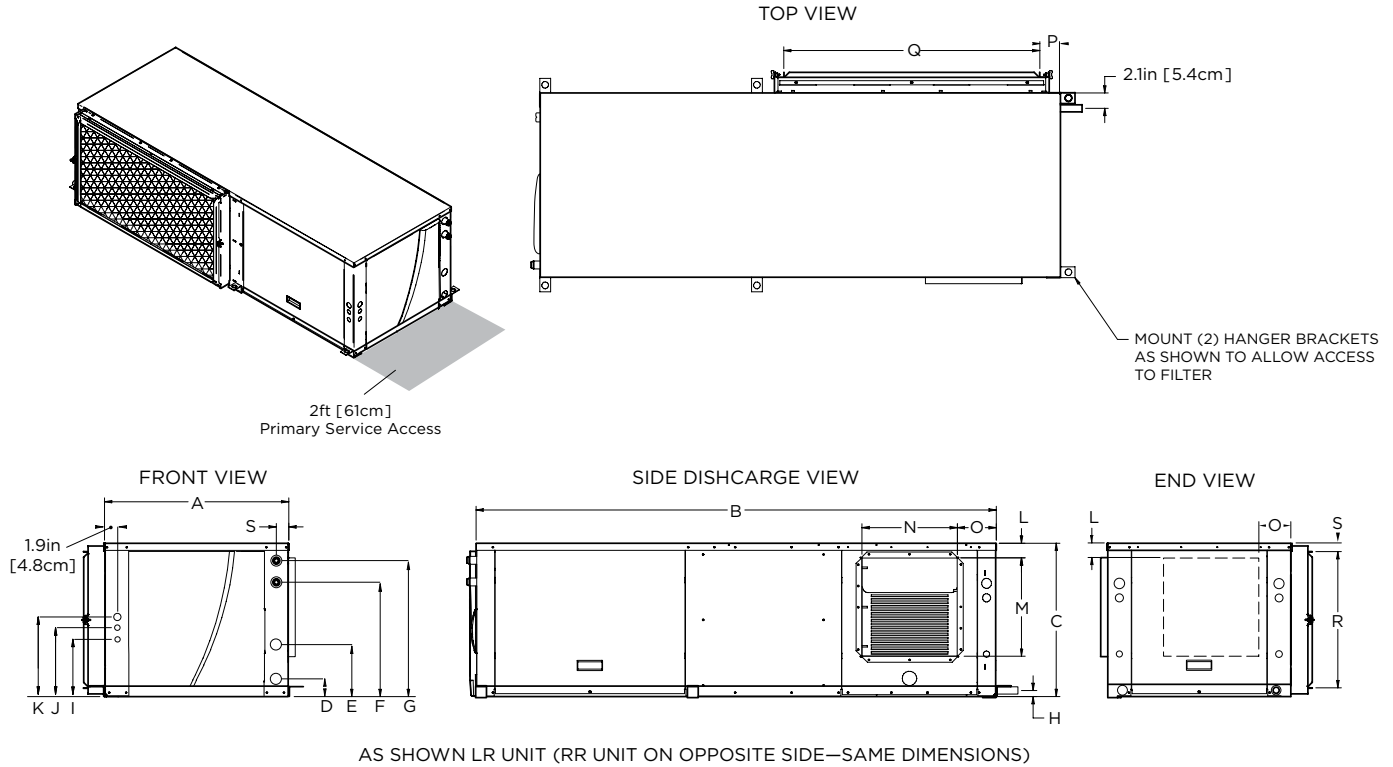 TOP VIEW
Q
P
2.1in [5.4cm]
MOUNT (2) HANGER BRACKETS
AS SHOWN TO ALLOW ACCESS
TO FILTER
2ft [61cm]
Primary Service Access
FRONT VIEW
A
S
1.9in
[4.8cm]
K
J
I
D
E
F
G
SIDE DISHCARGE VIEW
B
N
O
L
M
C
H
END VIEW
L
O
S
R
AS SHOWN LR UNIT (RR UNIT ON OPPOSITE SIDE—SAME DIMENSIONS)